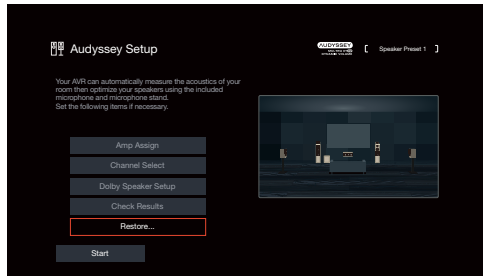 Audyssey Setup
AUDYSSEY
[ Speaker Preset 1 ]
Your AVR can automatically measure the acoustics of your
room then optimize your speakers using the included
microphone and microphone stand.
Set the following items if necessary.
Amp Assign
Channel Select
Dolby Speaker Setup
Check Results
Restore...
Start